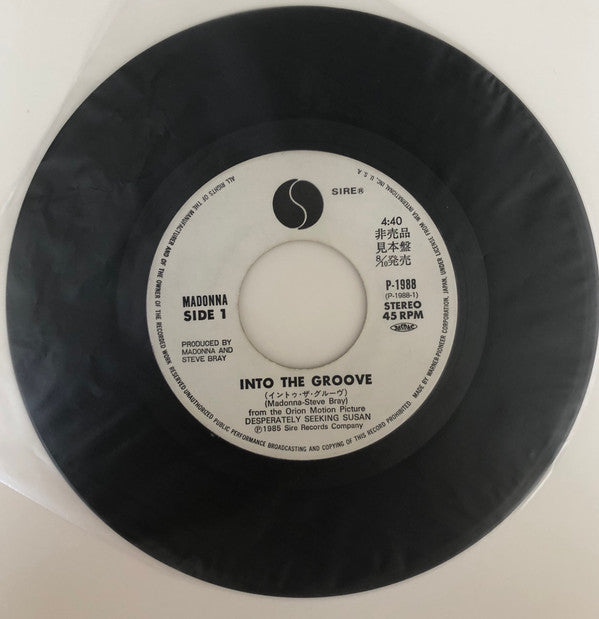 SIRE®
4:40
非売品
見本盤
8/10発売
P-1988
(P-1988-1)
STEREO
45 RPM
MADONNA
SIDE 1
PRODUCED BY
MADONNA AND
STEVE BRAY
INTO THE GROOVE
(イントゥ・ザ・グルーヴ)
(Madonna-Steve Bray)
from the Orion Motion Picture
DESPERATELY SEEKING SUSAN
Ⓟ1985 Sire Records Company
ALL RIGHTS OF THE MANUFACTURER AND OF THE OWNER OF THE RECORDED WORK RESERVED·UNAUTHORIZED PUBLIC PERFORMANCE BROADCASTING AND COPYING OF THIS RECORD PROHIBITED. MADE BY WARNER-PIONEER CORPORATION, JAPAN, UNDER LICENSE FROM WEA INTERNATIONAL INC., U.S.A.